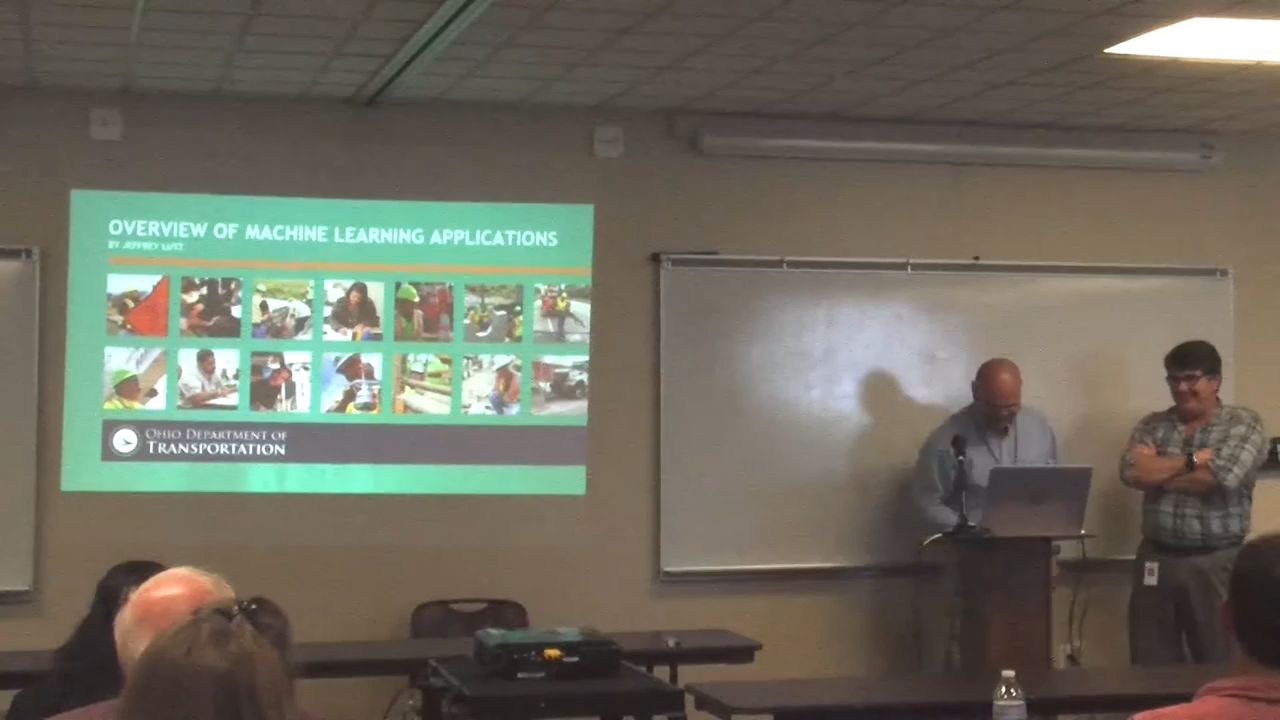 OVERVIEW OF MACHINE LEARNING APPLICATIONS
BY JEFFREY LUTZ
OHIO DEPARTMENT OF
TRANSPORTATION